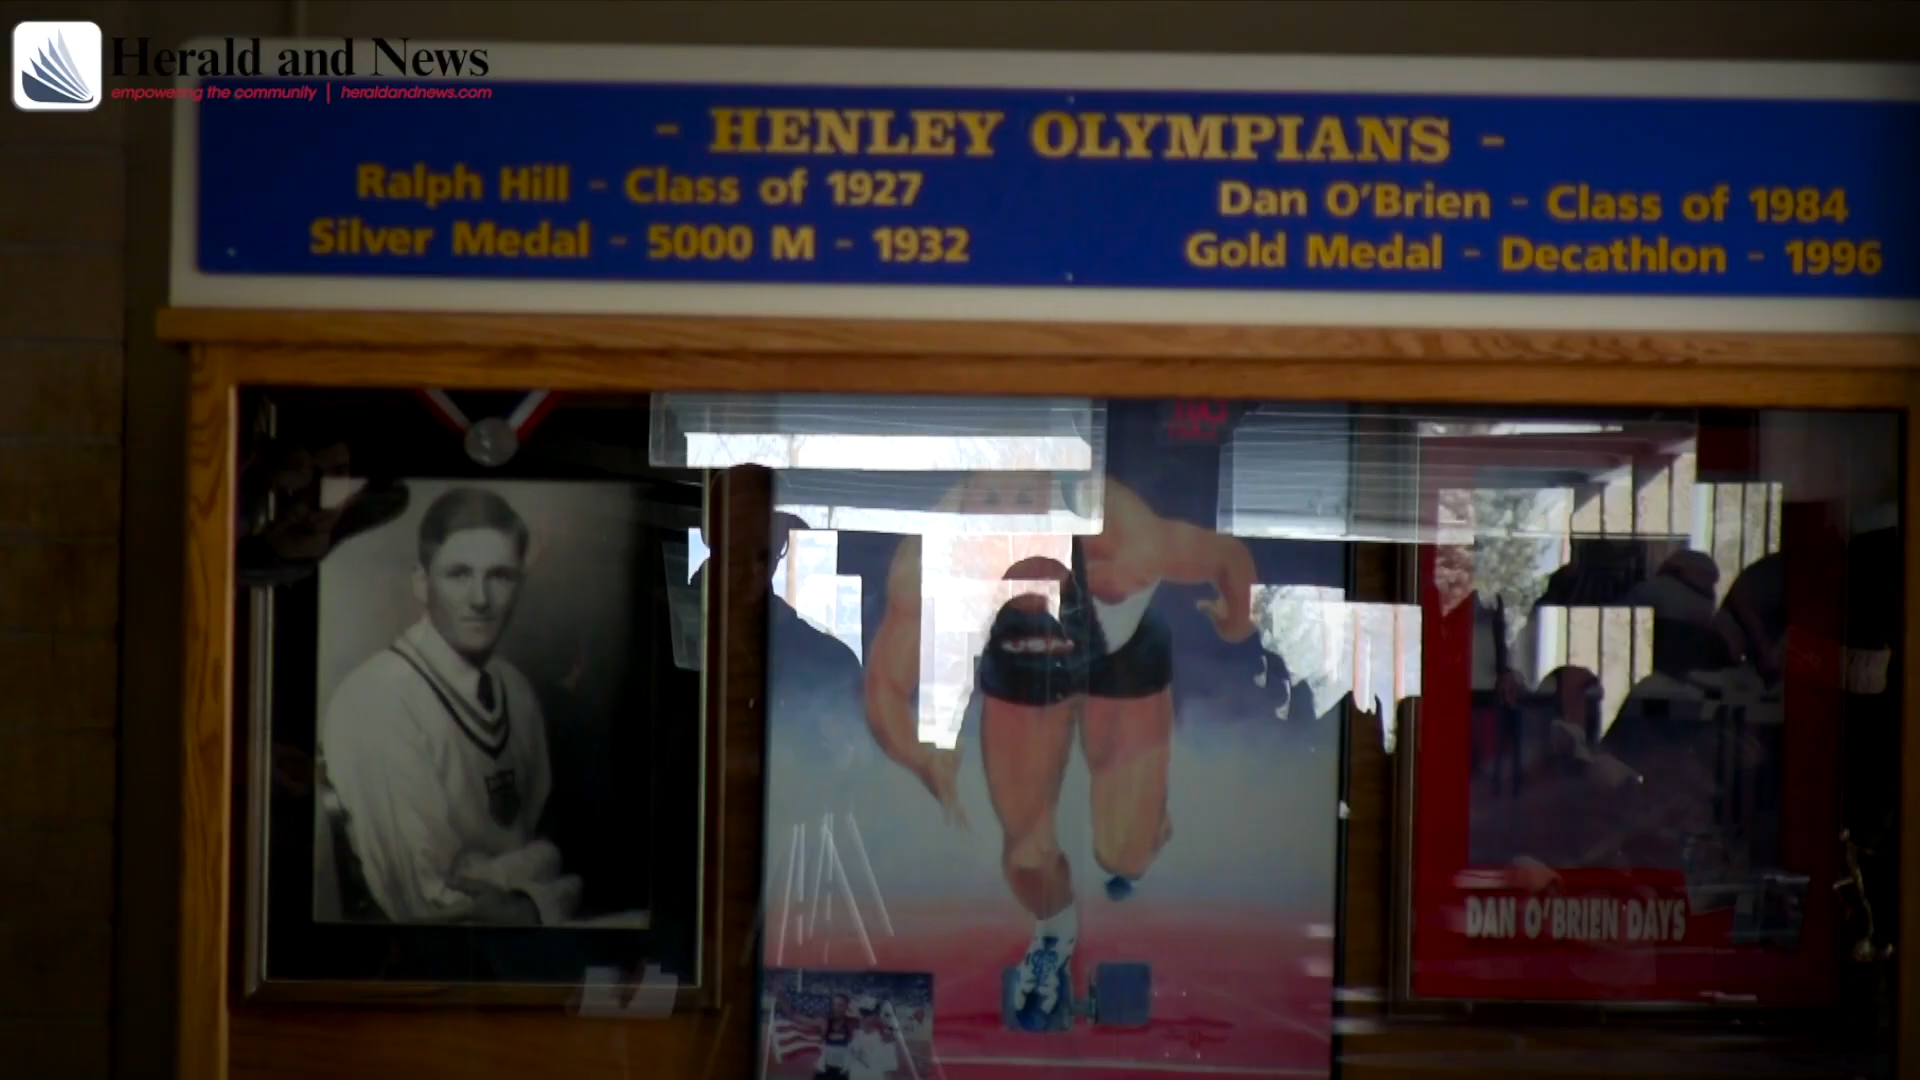 Herald and News
empowering the community | heraldandnews.com
- HENLEY OLYMPIANS -
Ralph Hill - Class of 1927
Silver Medal - 5000 M - 1932
Dan O'Brien - Class of 1984
Gold Medal - Decathlon - 1996
USA
DAN O'BRIEN DAYS